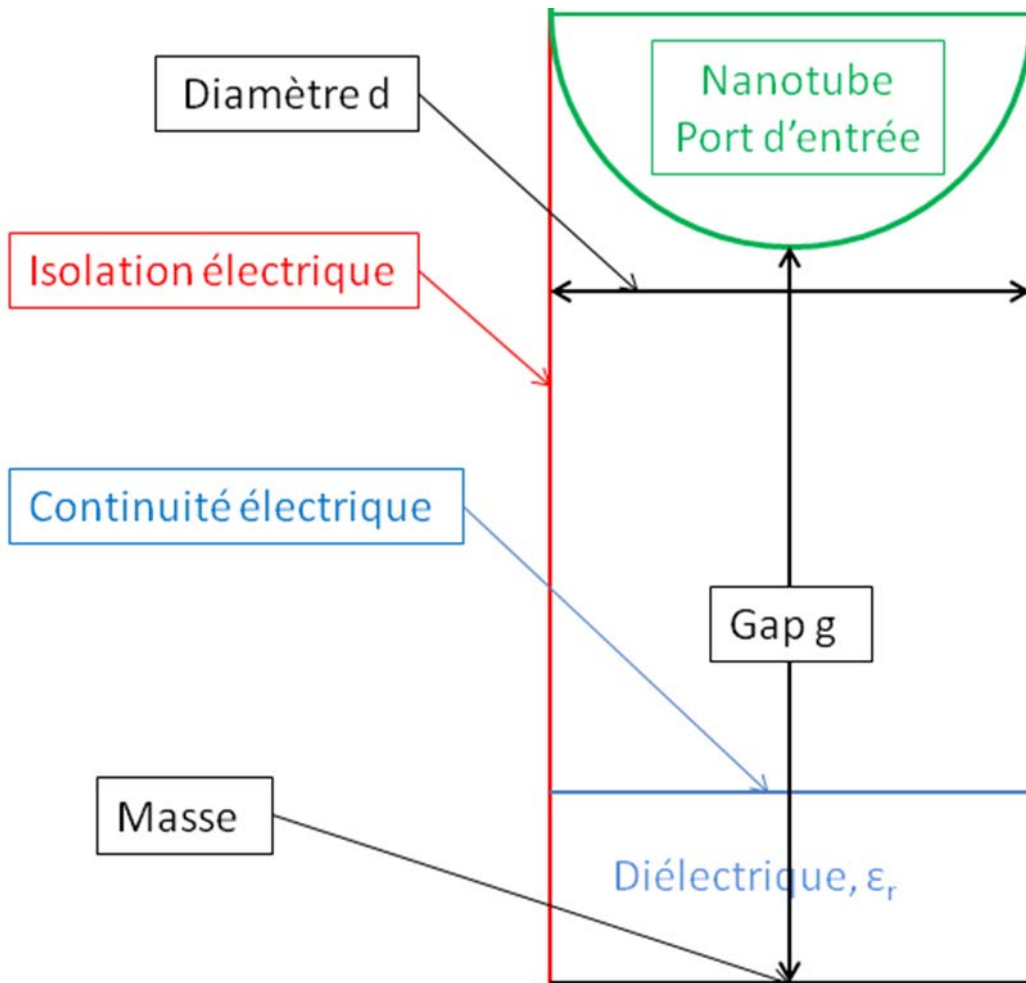 Diamètre d
Nanotube
Port d'entrée
Isolation électrique
Continuité électrique
Gap g
Masse
Diélectrique, εr